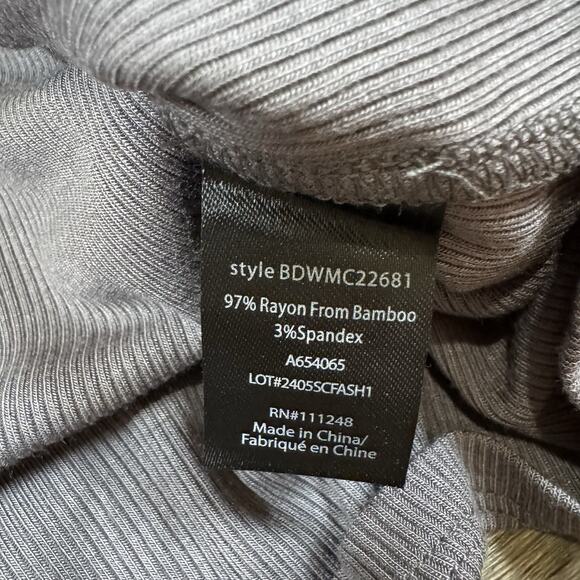 style BDWMC22681
97% Rayon From Bamboo
3%Spandex
A654065
LOT#2405SCFASH1
RN#111248
Made in China/
Fabriqué en Chine